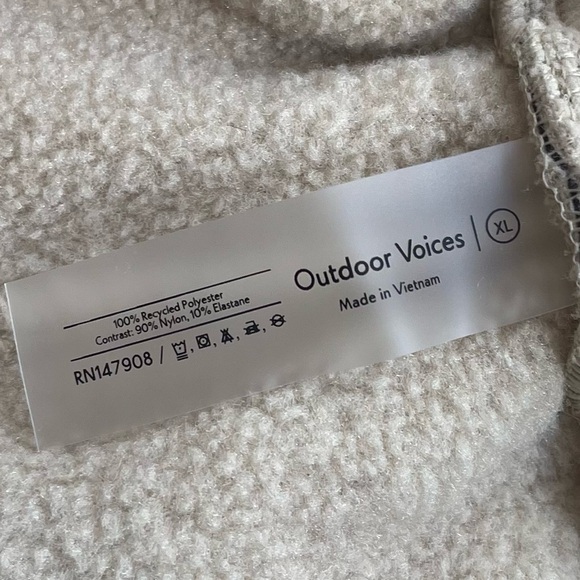 Outdoor Voices | XL
Made in Vietnam
100% Recycled Polyester
Contrast: 90% Nylon, 10% Elastane
RN147908 /